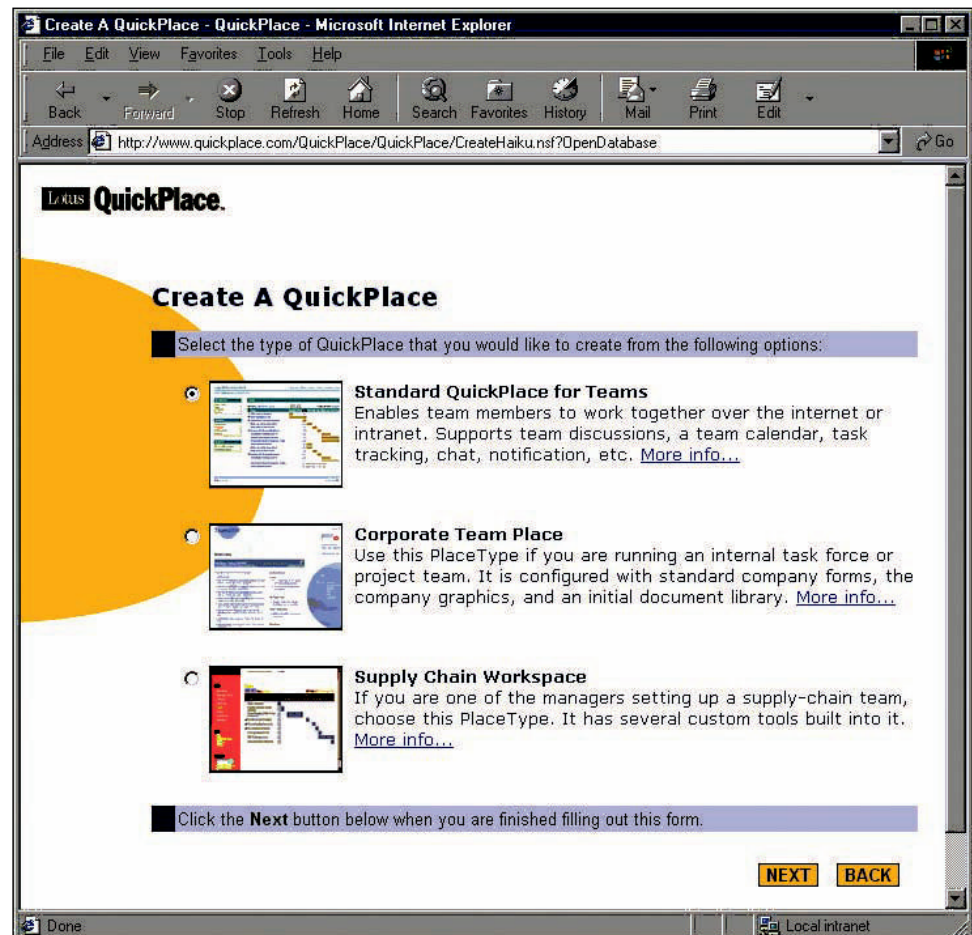 Create A QuickPlace - QuickPlace - Microsoft Internet Explorer
File Edit View Favorites Tools Help
Back Forward Stop Refresh Home Search Favorites History Mail Print Edit
Address http://www.quickplace.com/QuickPlace/QuickPlace/CreateHaiku.nsf?OpenDatabase Go
Lotus QuickPlace.
Create A QuickPlace
Select the type of QuickPlace that you would like to create from the following options:
Standard QuickPlace for Teams
Enables team members to work together over the internet or
intranet. Supports team discussions, a team calendar, task
tracking, chat, notification, etc. More info...
Corporate Team Place
Use this PlaceType if you are running an internal task force or
project team. It is configured with standard company forms, the
company graphics, and an initial document library. More info...
Supply Chain Workspace
If you are one of the managers setting up a supply-chain team,
choose this PlaceType. It has several custom tools built into it.
More info...
Click the Next button below when you are finished filling out this form.
NEXT BACK
Done Local intranet